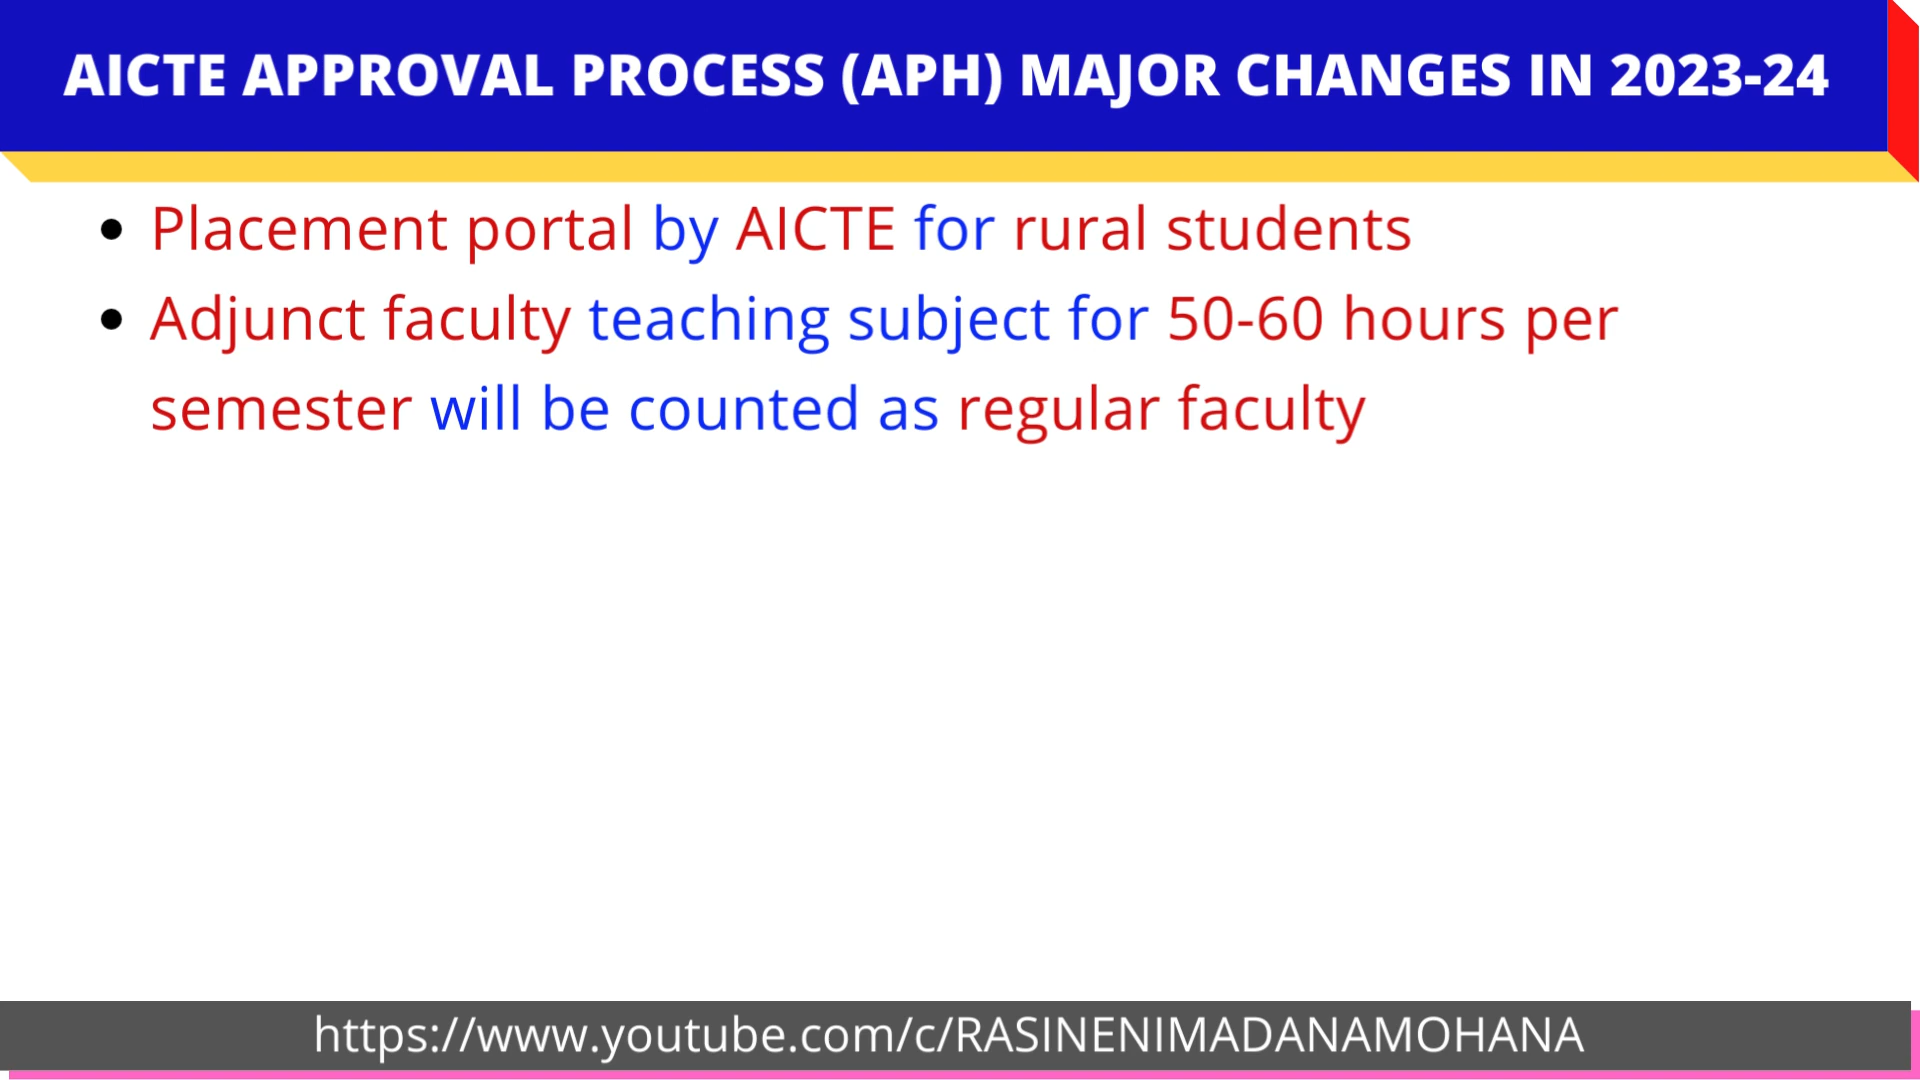 AICTE APPROVAL PROCESS (APH) MAJOR CHANGES IN 2023-24
• Placement portal by AICTE for rural students
• Adjunct faculty teaching subject for 50-60 hours per
semester will be counted as regular faculty
https://www.youtube.com/c/RASINENIMADANAMOHANA